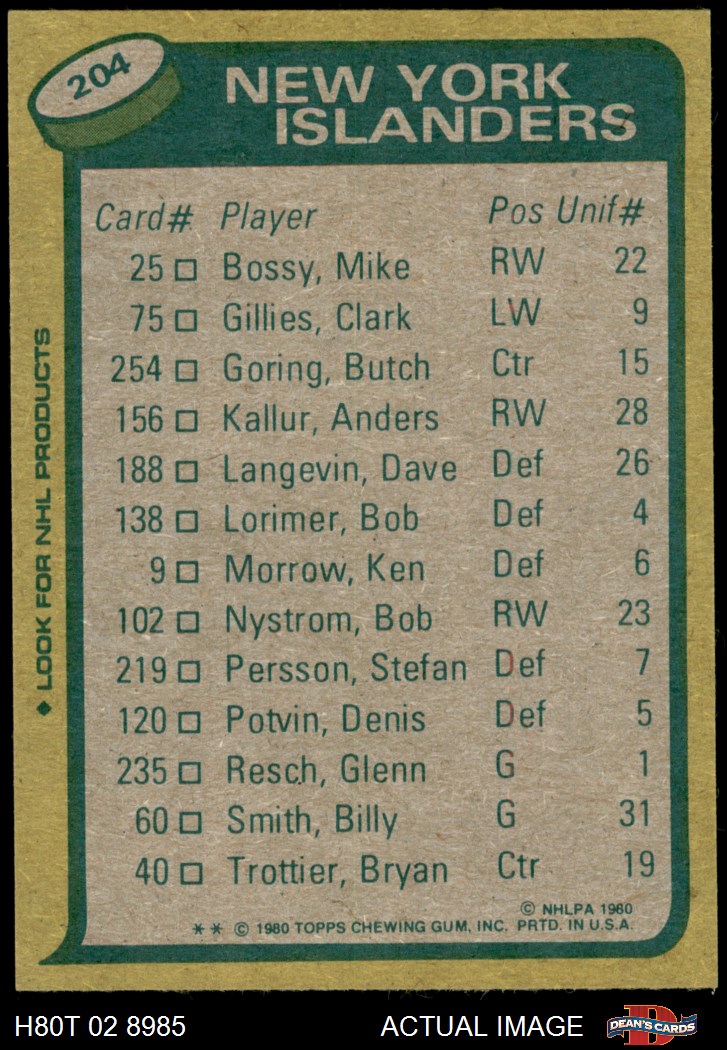 204
NEW YORK
ISLANDERS
Card# Player Pos Unif#
25 □ Bossy, Mike RW 22
75 □ Gillies, Clark LW 9
254 □ Goring, Butch Ctr 15
156 □ Kallur, Anders RW 28
188 □ Langevin, Dave Def 26
138 □ Lorimer, Bob Def 4
9 □ Morrow, Ken Def 6
102 □ Nystrom, Bob RW 23
219 □ Persson, Stefan Def 7
120 □ Potvin, Denis Def 5
235 □ Resch, Glenn G 1
60 □ Smith, Billy G 31
40 □ Trottier, Bryan Ctr 19
© NHLPA 1980
** © 1980 TOPPS CHEWING GUM, INC. PRTD. IN U.S.A.
◆ LOOK FOR NHL PRODUCTS
H80T 02 8985 ACTUAL IMAGE
D
DEAN'S CARDS